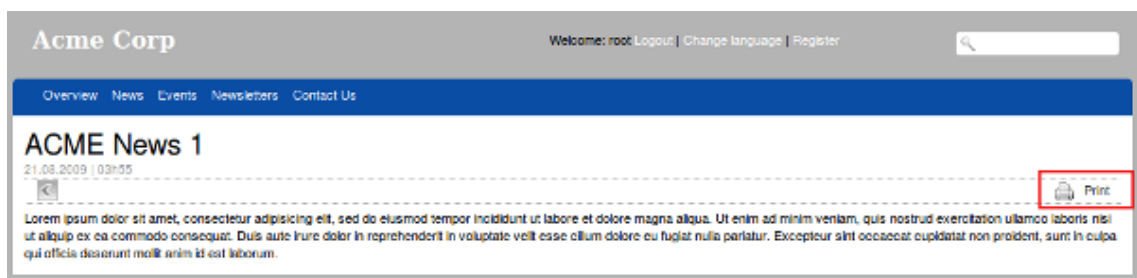 Acme Corp
Welcome: root Logout | Change language | Register
Overview News Events Newsletters Contact Us
ACME News 1
21.08.2009 | 03h55
Print
Lorem ipsum dolor sit amet, consectetur adipisicing elit, sed do eiusmod tempor incididunt ut labore et dolore magna aliqua. Ut enim ad minim veniam, quis nostrud exercitation ullamco laboris nisi
ut aliquip ex ea commodo consequat. Duis aute irure dolor in reprehenderit in voluptate velit esse cillum dolore eu fugiat nulla pariatur. Excepteur sint occaecat cupidatat non proident, sunt in culpa
qui officia deserunt mollit anim id est laborum.